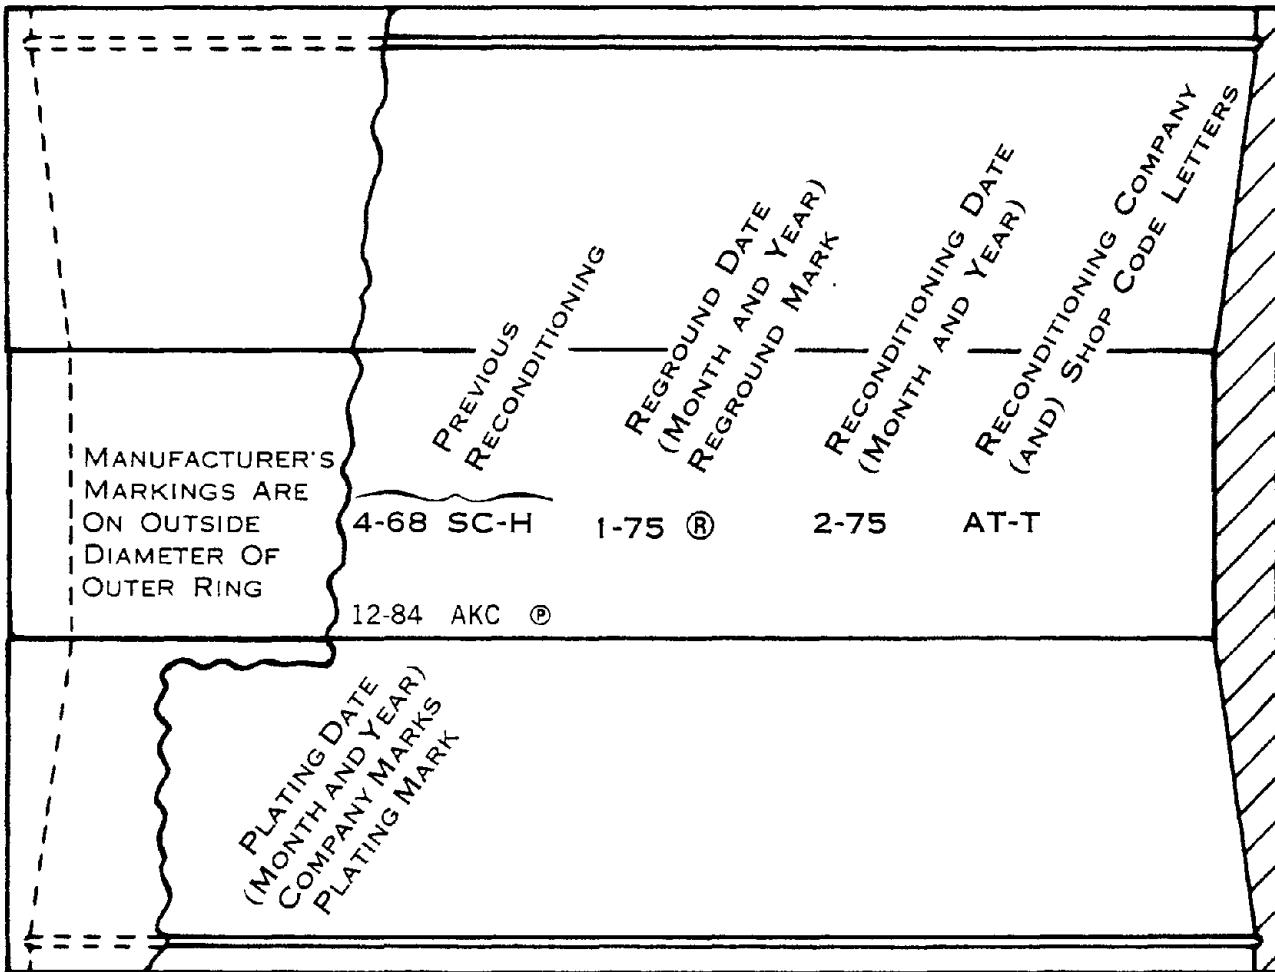 PREVIOUS
RECONDITIONING
REGROUND DATE
(MONTH AND YEAR)
REGROUND MARK
RECONDITIONING DATE
(MONTH AND YEAR)
RECONDITIONING COMPANY
(AND) SHOP CODE LETTERS
MANUFACTURER'S
MARKINGS ARE
ON OUTSIDE
DIAMETER OF
OUTER RING
4-68 SC-H 1-75 Ⓡ 2-75 AT-T
12-84 AKC Ⓟ
PLATING DATE
(MONTH AND YEAR)
COMPANY MARKS
PLATING MARK